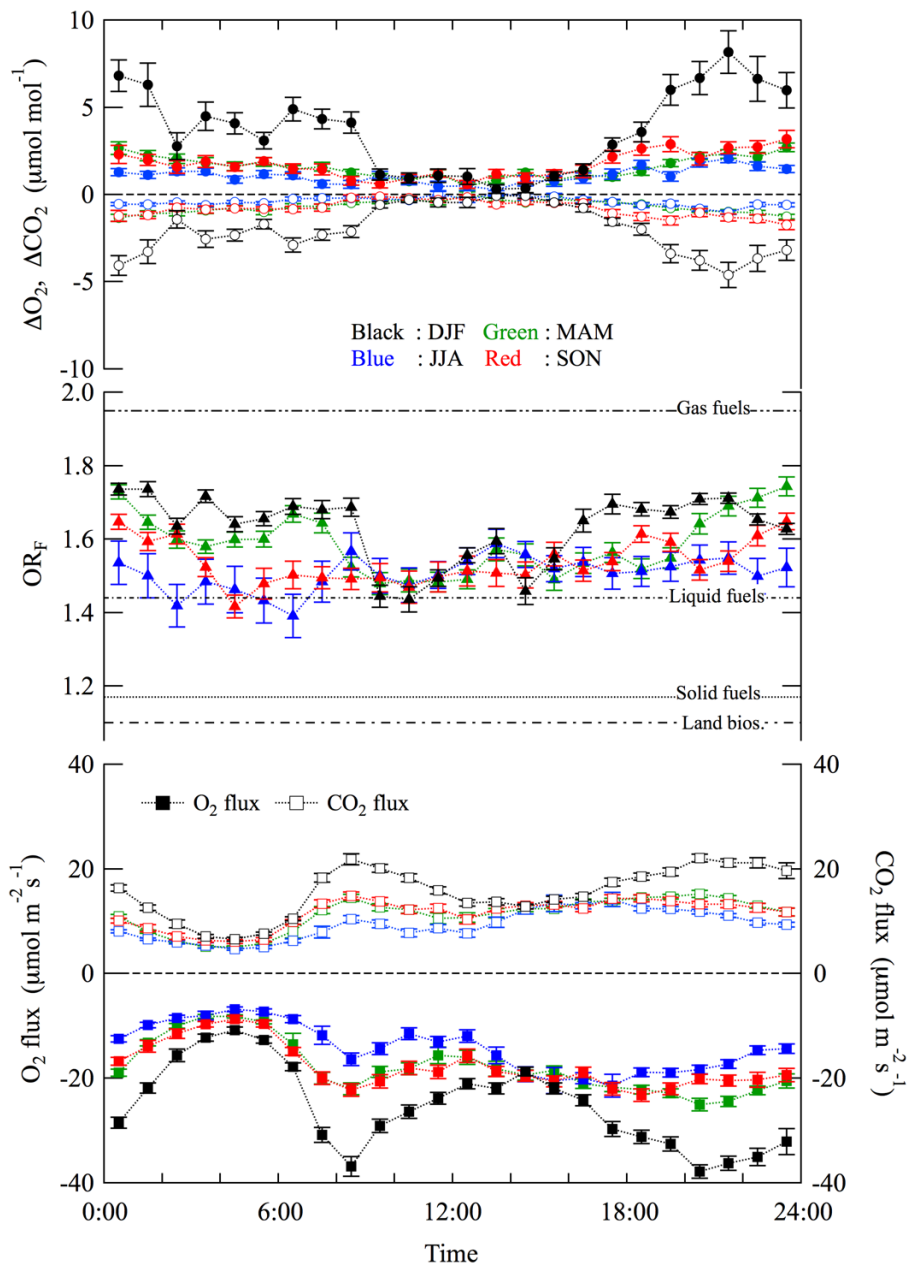 10
5
0
-5
-10
ΔO₂, ΔCO₂ (μmol mol⁻¹)
Black : DJF Green : MAM
Blue : JJA Red : SON
2.0
1.8
1.6
1.4
1.2
OR_F
Gas fuels
Liquid fuels
Solid fuels
Land bios.
40
20
0
-20
-40
O₂ flux (μmol m⁻² s⁻¹)
O₂ flux CO₂ flux
40
20
0
-20
-40
CO₂ flux (μmol m⁻² s⁻¹)
0:00 6:00 12:00 18:00 24:00
Time